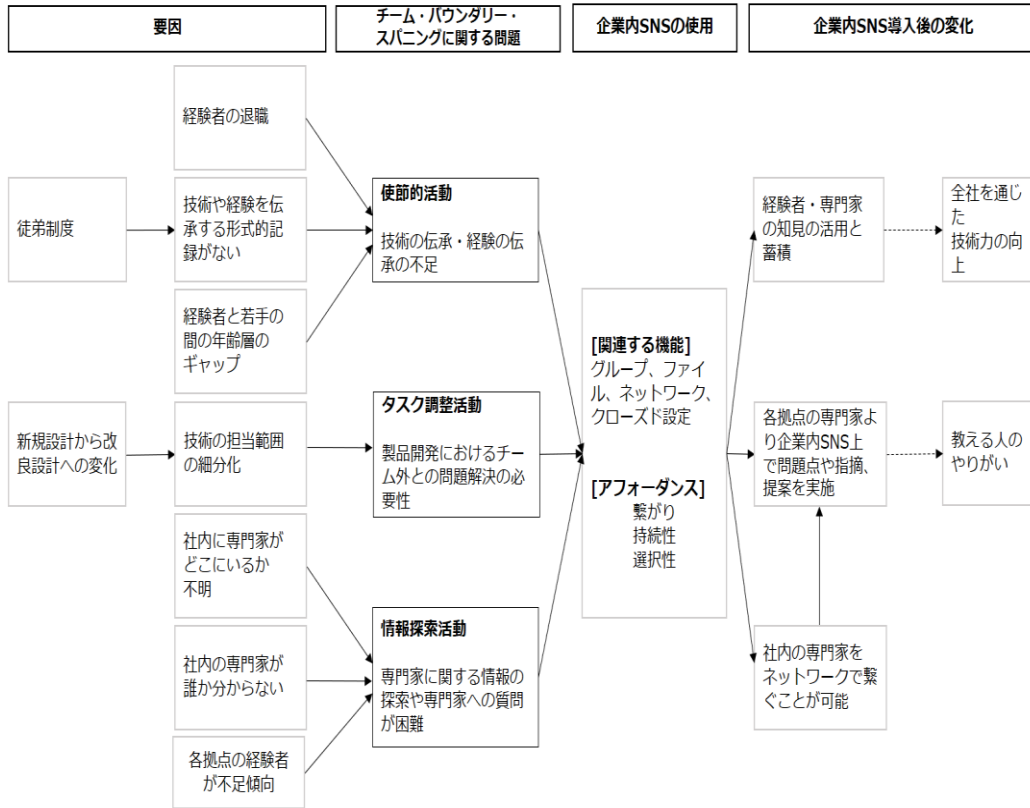 要因
チーム・バウンダリー・
スパニングに関する問題
企業内SNSの使用
企業内SNS導入後の変化
経験者の退職
徒弟制度
技術や経験を伝
承する形式的記
録がない
経験者と若手の
間の年齢層の
ギャップ
使節的活動
技術の伝承・経験の伝
承の不足
経験者・専門家
の知見の活用と
蓄積
全社を通じ
た
技術力の向
上
新規設計から改
良設計への変化
技術の担当範囲
の細分化
タスク調整活動
製品開発におけるチー
ム外との問題解決の必
要性
[関連する機能]
グループ、ファイ
ル、ネットワーク、
クローズド設定
[アフォーダンス]
繋がり
持続性
選択性
各拠点の専門家よ
り企業内SNS上
で問題点や指摘、
提案を実施
教える人の
やりがい
社内に専門家が
どこにいるか
不明
社内の専門家が
誰か分からない
各拠点の経験者
が不足傾向
情報探索活動
専門家に関する情報の
探索や専門家への質問
が困難
社内の専門家を
ネットワークで繋
ぐことが可能